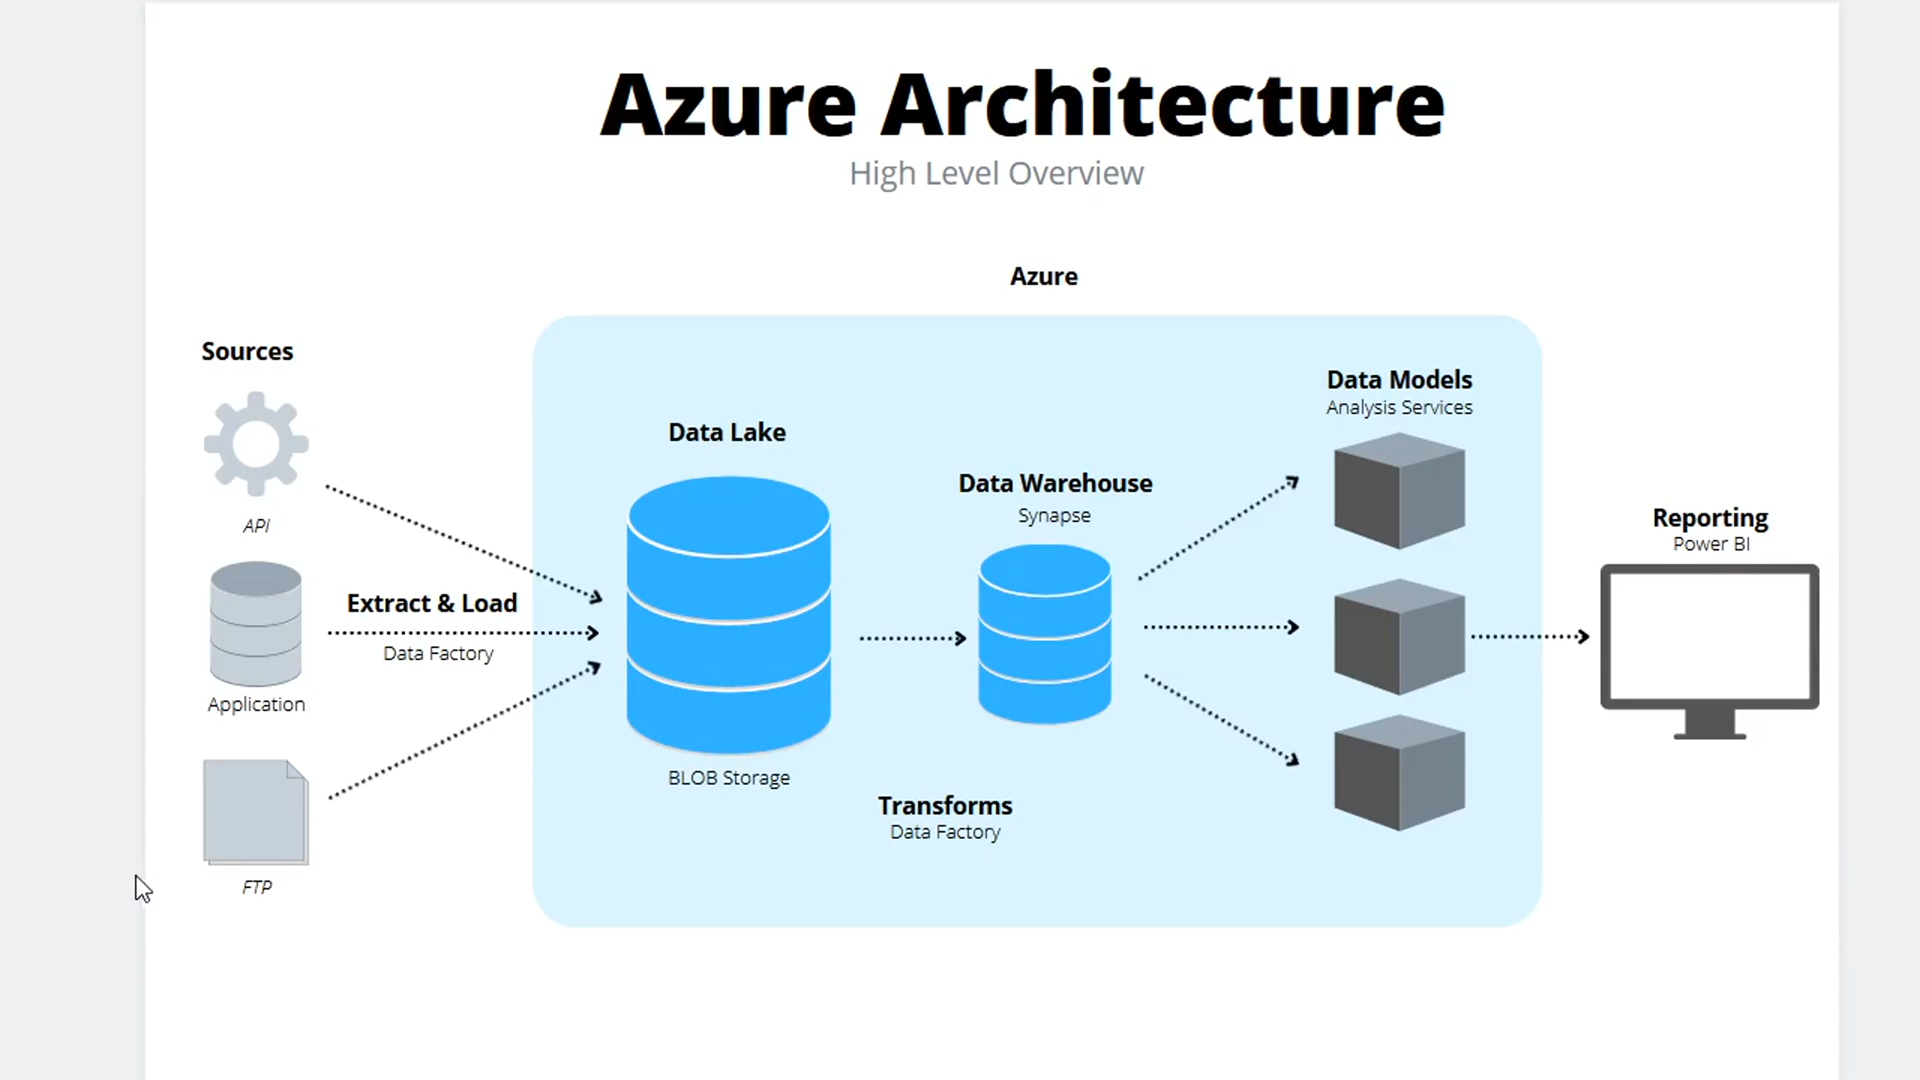 Azure Architecture
High Level Overview
Azure
Sources
API
Application
FTP
Extract & Load
Data Factory
Data Lake
BLOB Storage
Data Warehouse
Synapse
Transforms
Data Factory
Data Models
Analysis Services
Reporting
Power BI